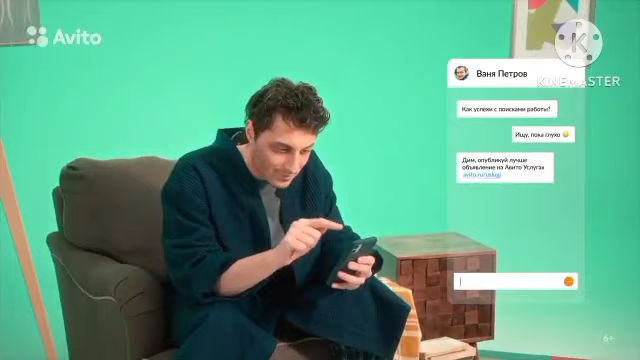 Avito
KINEMASTER
Ваня Петров
Как успехи с поисками работы?
Ищу, пока глухо
Дим, опубликуй лучше
объявление на Авито Услугах
avito.ru/uslugi
6+